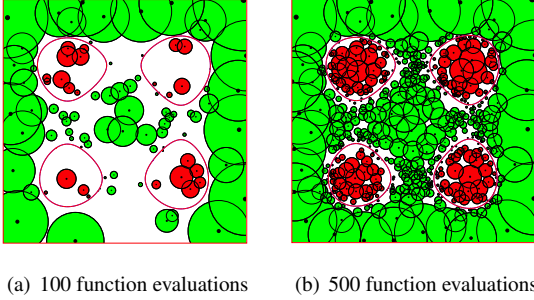 (a) 100 function evaluations
(b) 500 function evaluations